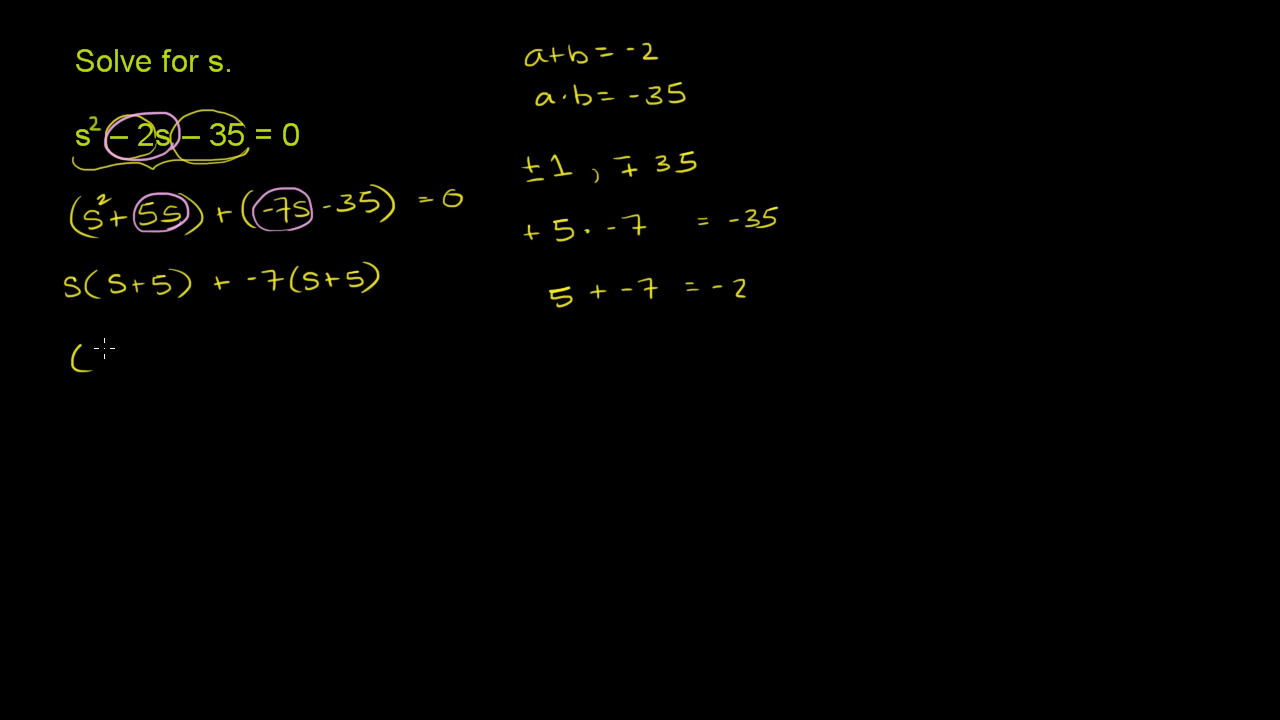 Solve for s.
s² – 2s – 35 = 0
(s² + 5s) + (-7s - 35) = 0
s(s+5) + -7(s+5)
(
a+b = -2
a·b = -35
±1, ∓35
+5· -7 = -35
5 + -7 = -2